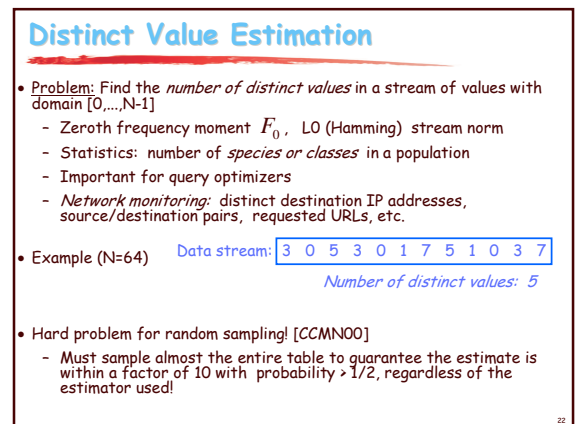 Distinct Value Estimation
• Problem: Find the number of distinct values in a stream of values with
domain [0,...,N-1]
- Zeroth frequency moment F0 , L0 (Hamming) stream norm
- Statistics: number of species or classes in a population
- Important for query optimizers
- Network monitoring: distinct destination IP addresses,
source/destination pairs, requested URLs, etc.
• Example (N=64) Data stream: 3 0 5 3 0 1 7 5 1 0 3 7
Number of distinct values: 5
• Hard problem for random sampling! [CCMN00]
- Must sample almost the entire table to guarantee the estimate is
within a factor of 10 with probability > 1/2, regardless of the
estimator used!
22